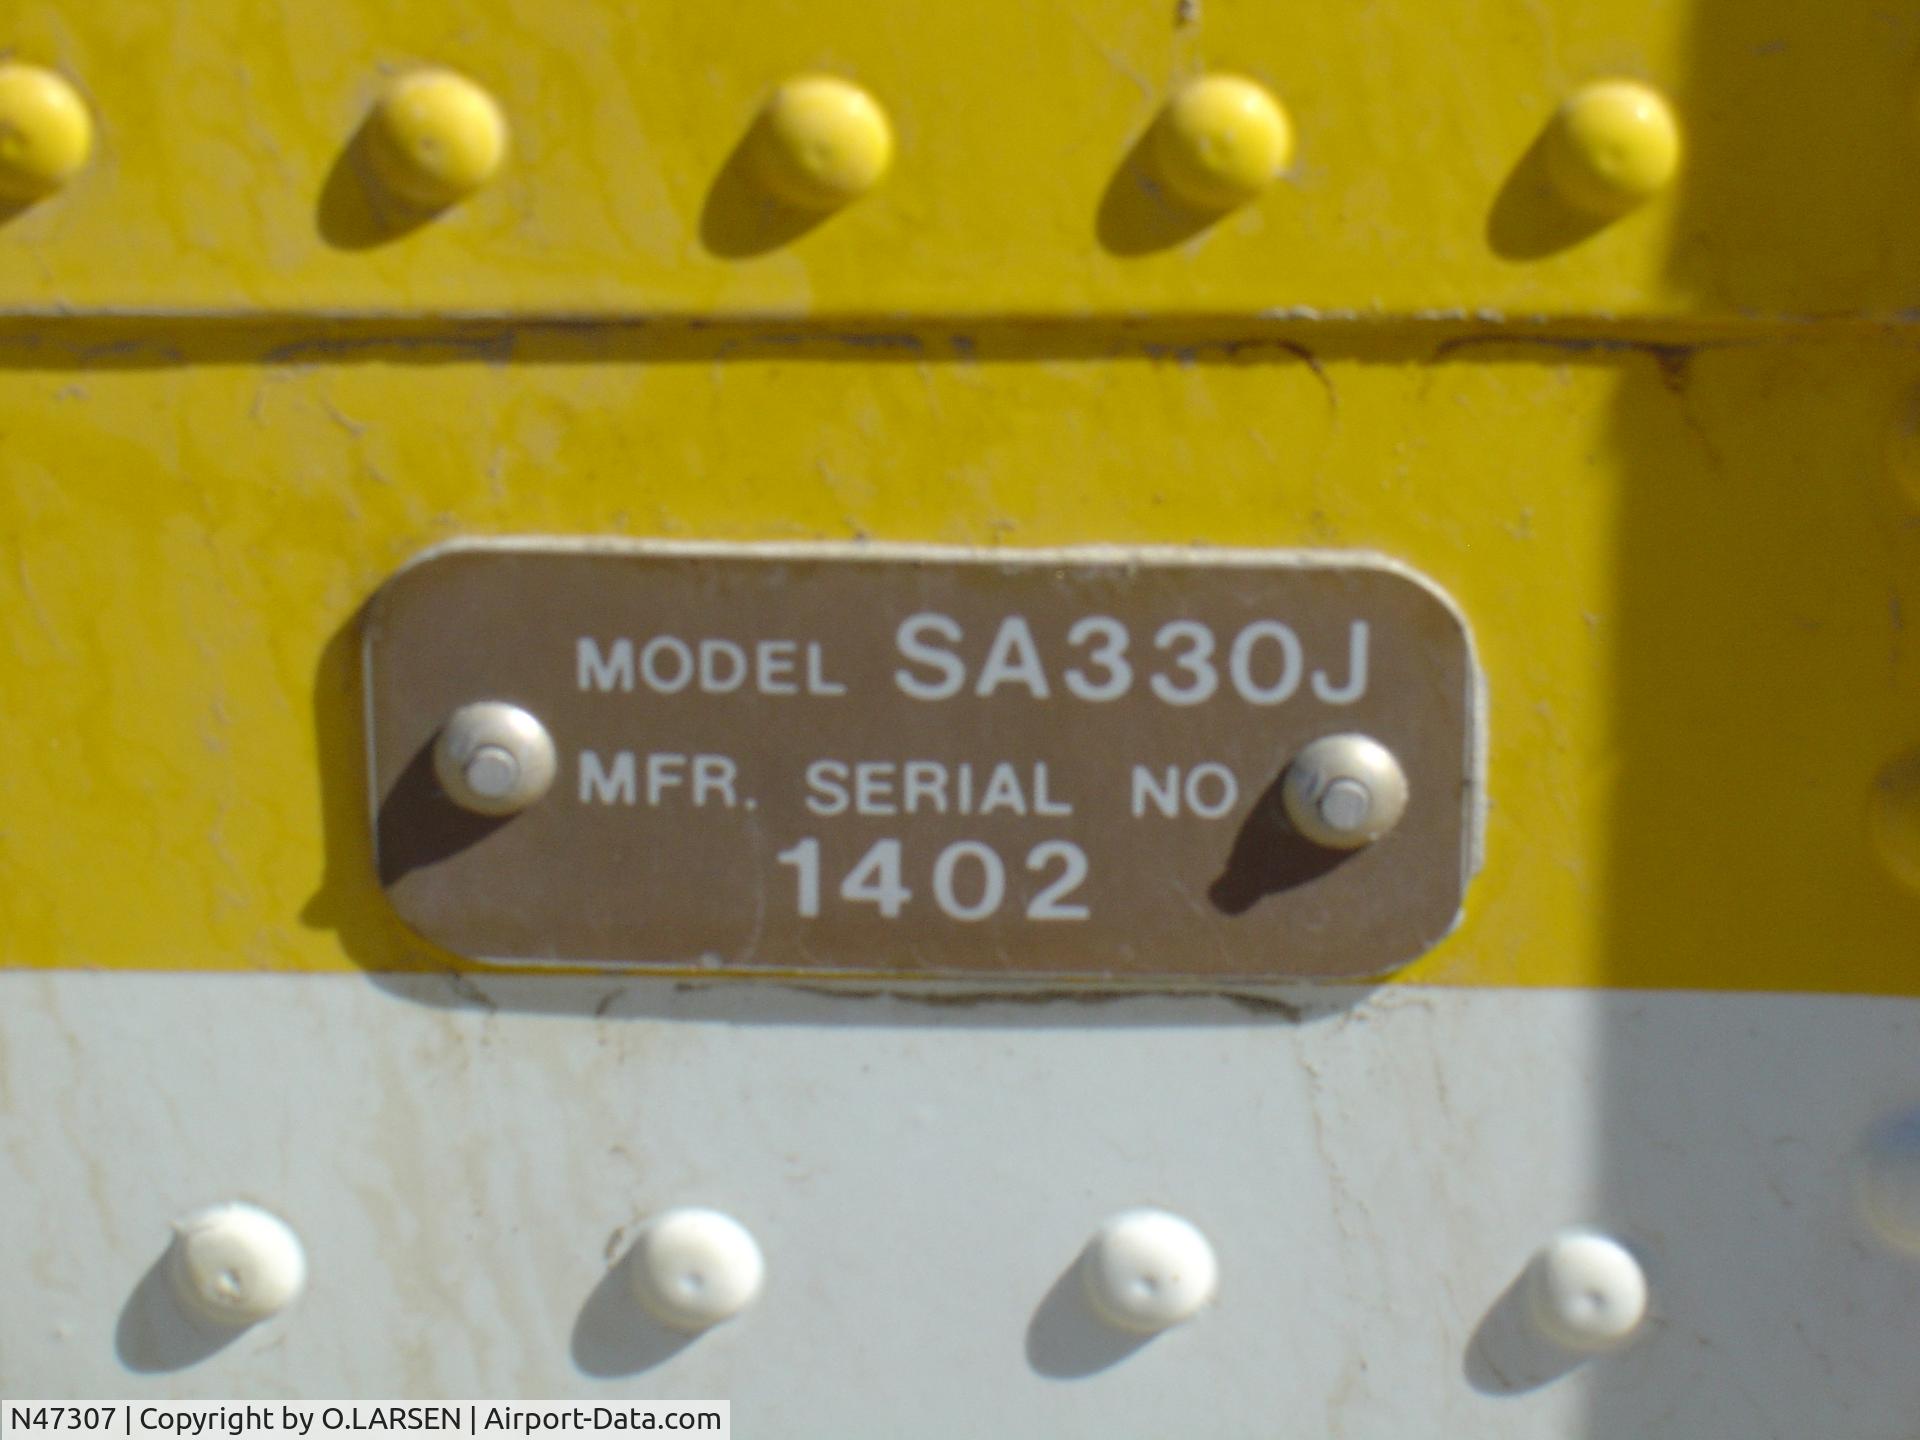 MODEL SA330J
MFR. SERIAL NO
1402
N47307 | Copyright by O.LARSEN | Airport-Data.com